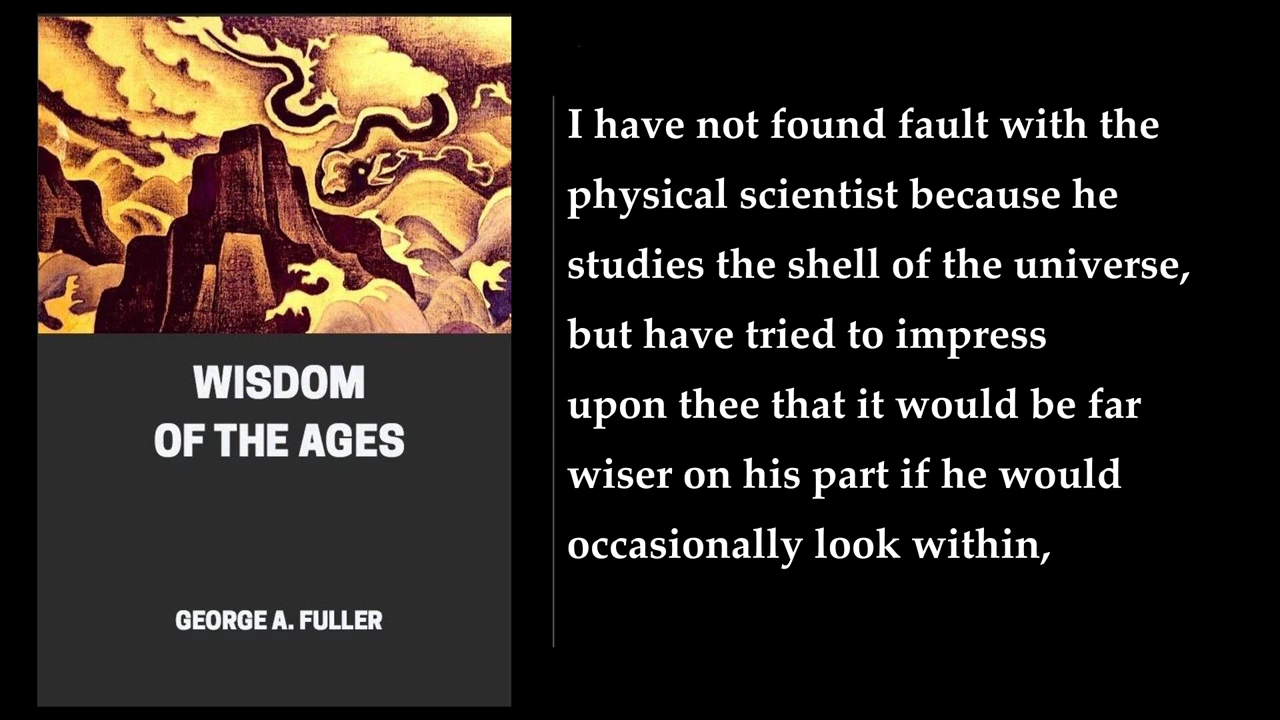 WISDOM
OF THE AGES
GEORGE A. FULLER
I have not found fault with the
physical scientist because he
studies the shell of the universe,
but have tried to impress
upon thee that it would be far
wiser on his part if he would
occasionally look within,